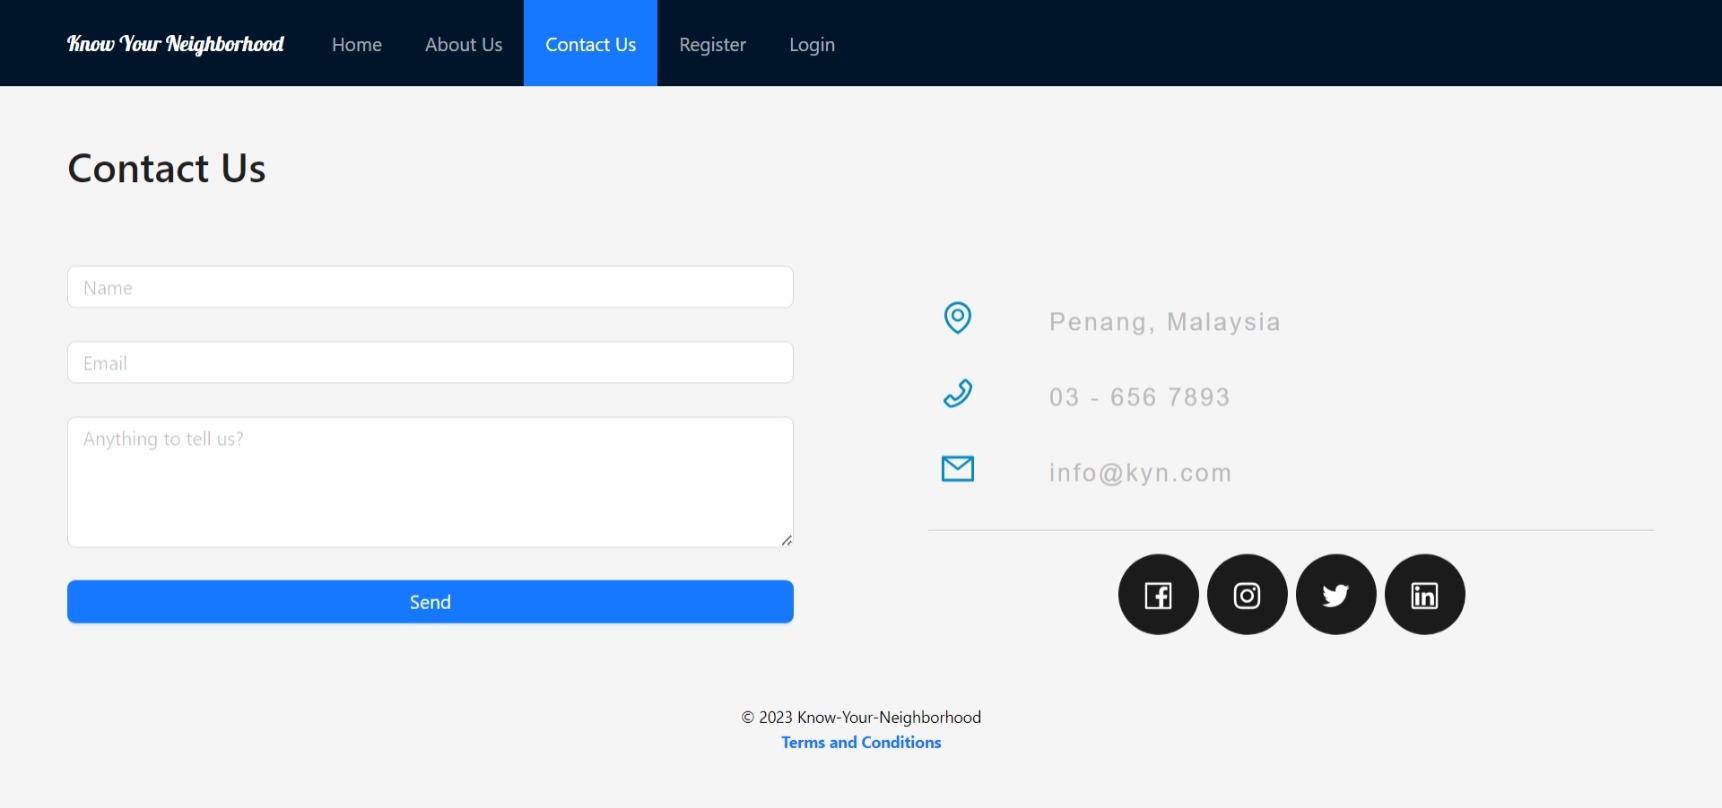 Know Your Neighborhood Home About Us Contact Us Register Login
Contact Us
Name
Email
Anything to tell us?
Send
Penang, Malaysia
03 - 656 7893
info@kyn.com
© 2023 Know-Your-Neighborhood
Terms and Conditions